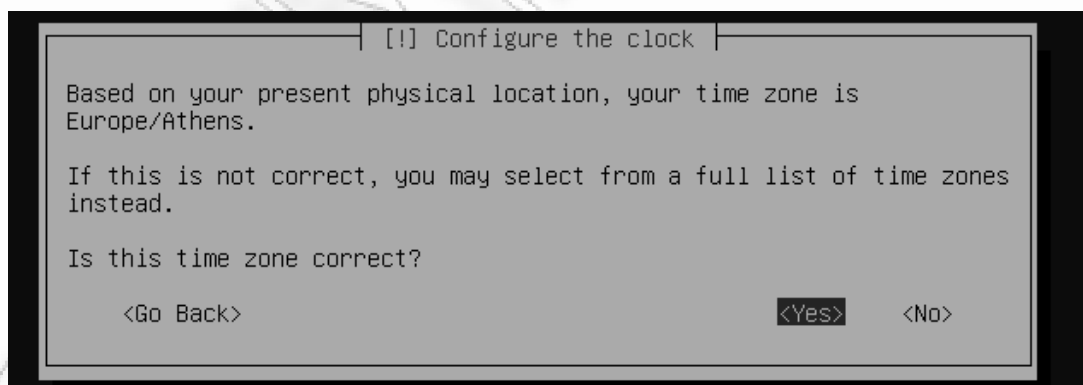 [!] Configure the clock
Based on your present physical location, your time zone is
Europe/Athens.
If this is not correct, you may select from a full list of time zones
instead.
Is this time zone correct?
<Go Back> <Yes> <No>